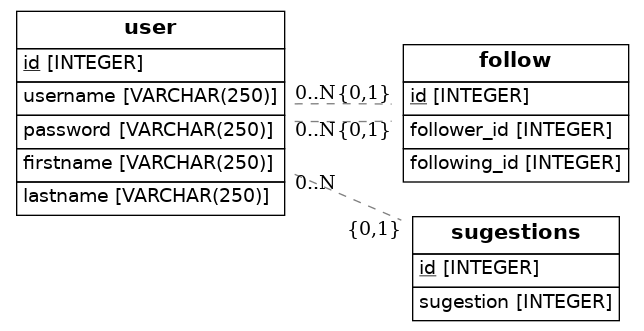 user
id [INTEGER]
username [VARCHAR(250)]
password [VARCHAR(250)]
firstname [VARCHAR(250)]
lastname [VARCHAR(250)]
0..N {0,1}
0..N {0,1}
0..N
{0,1}
follow
id [INTEGER]
follower_id [INTEGER]
following_id [INTEGER]
sugestions
id [INTEGER]
sugestion [INTEGER]